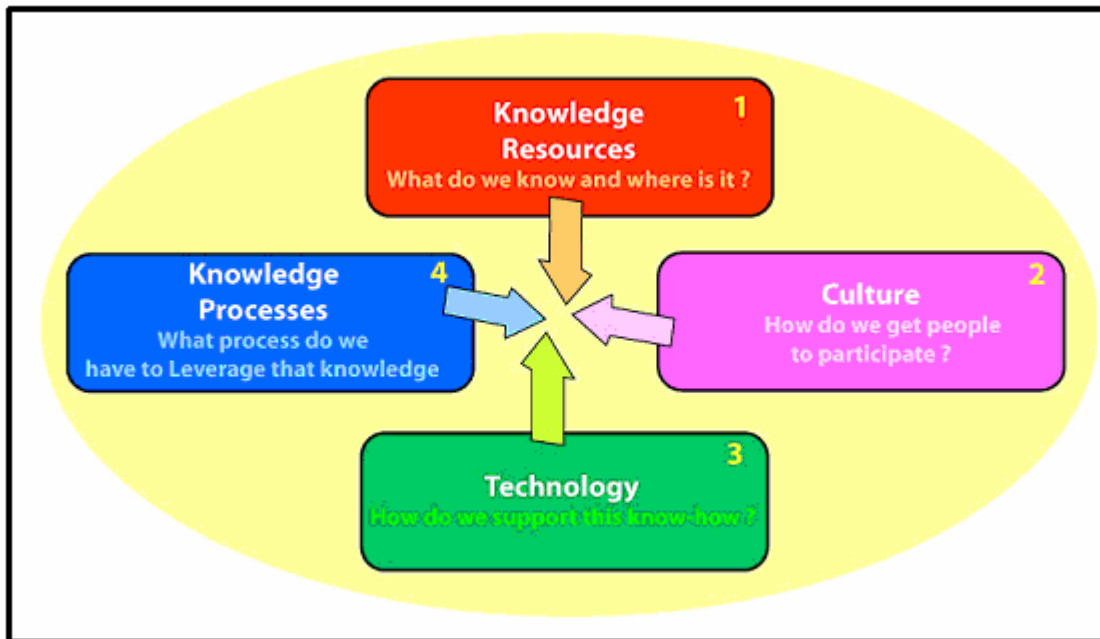 1
Knowledge
Resources
What do we know and where is it ?
2
Culture
How do we get people
to participate ?
3
Technology
How do we support this know-how ?
4
Knowledge
Processes
What process do we
have to Leverage that knowledge